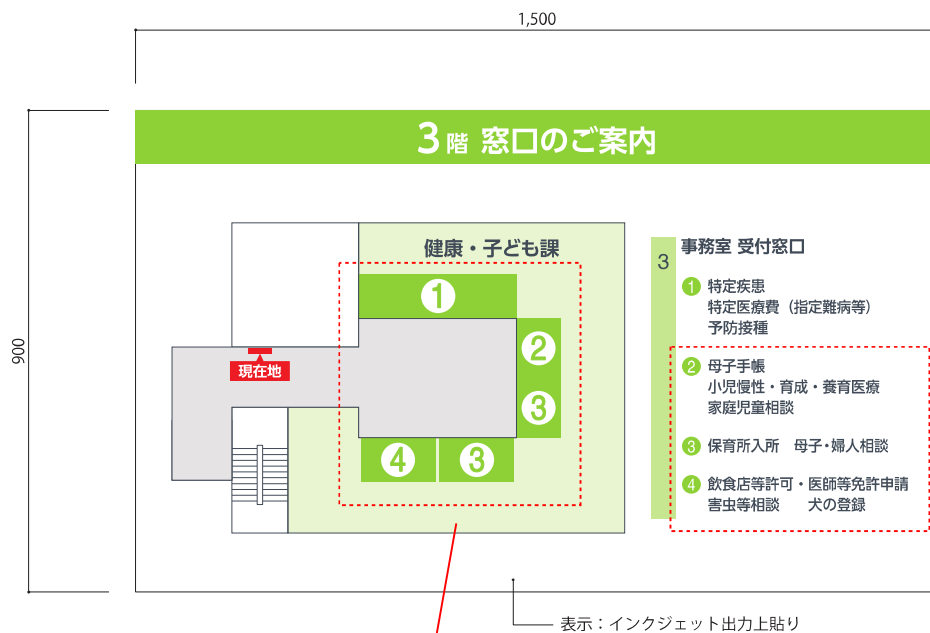 1,500
900
3階 窓口のご案内
健康・子ども課
1
2
3
4
3
現在地
3
事務室 受付窓口
1 特定疾患
特定医療費（指定難病等）
予防接種
2 母子手帳
小児慢性・育成・養育医療
家庭児童相談
3 保育所入所 母子・婦人相談
4 飲食店等許可・医師等免許申請
害虫等相談 犬の登録
表示：インクジェット出力上貼り